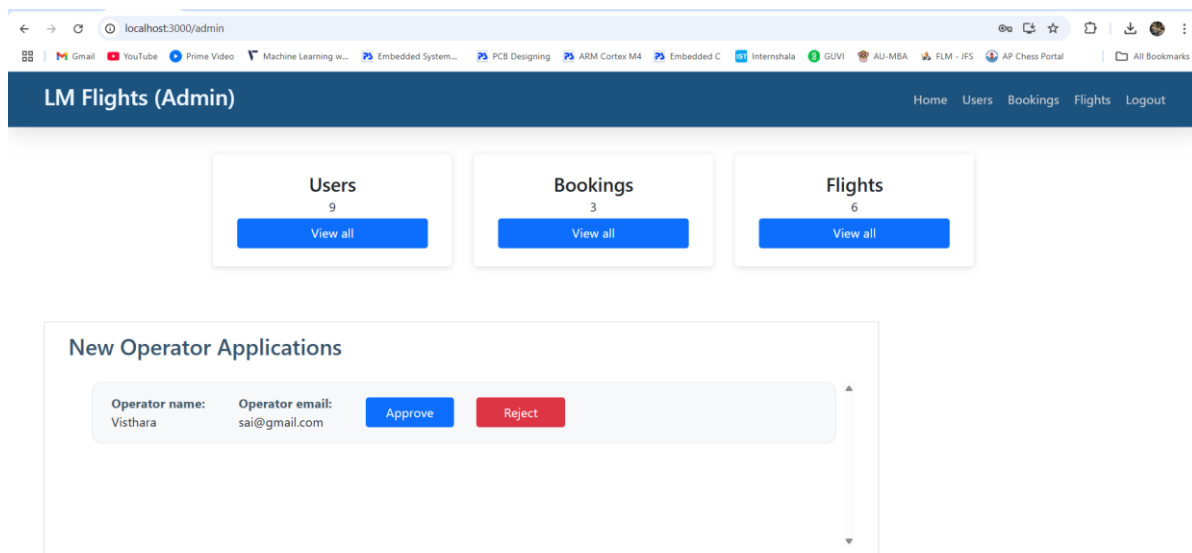 localhost:3000/admin
Gmail YouTube Prime Video Machine Learning w... Embedded System... PCB Designing ARM Cortex M4 Embedded C Internshala GUVI AU-MBA FLM - JFS AP Chess Portal All Bookmarks
LM Flights (Admin) Home Users Bookings Flights Logout
Users Bookings Flights
9 3 6
View all View all View all
New Operator Applications
Operator name: Operator email: Approve Reject
Visthara sai@gmail.com